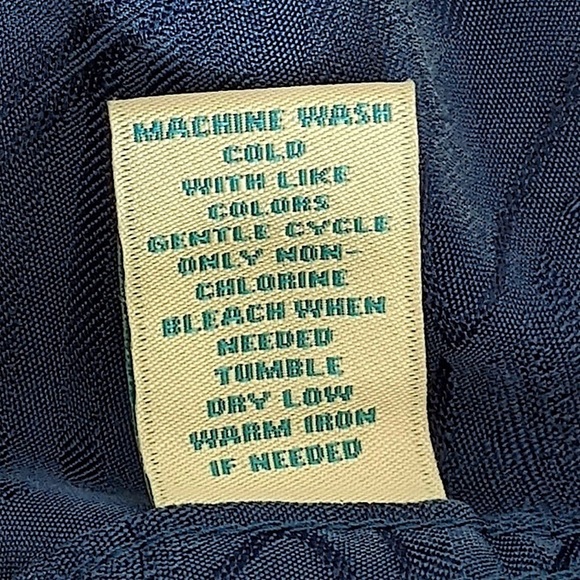 MACHINE WASH
COLD
WITH LIKE
COLORS
GENTLE CYCLE
ONLY NON-
CHLORINE
BLEACH WHEN
NEEDED
TUMBLE
DRY LOW
WARM IRON
IF NEEDED